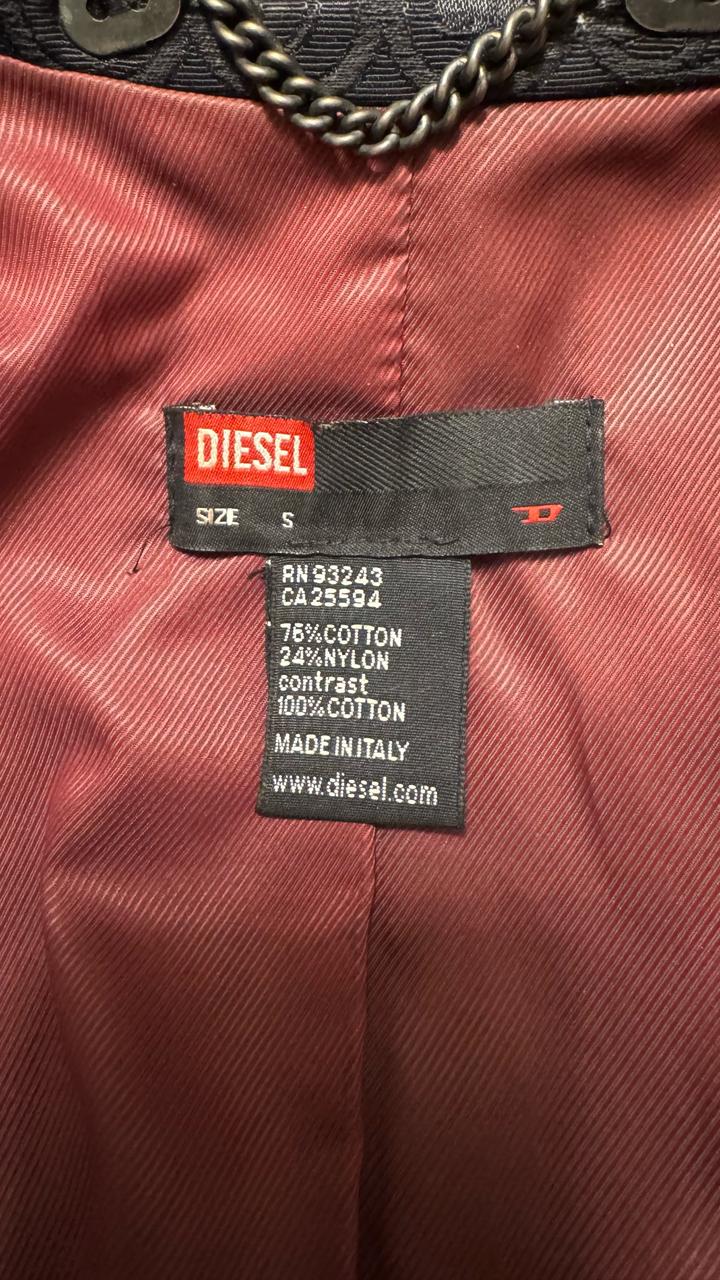 DIESEL
SIZE S
RN 93243
CA 25594
76% COTTON
24% NYLON
contrast
100% COTTON
MADE IN ITALY
www.diesel.com